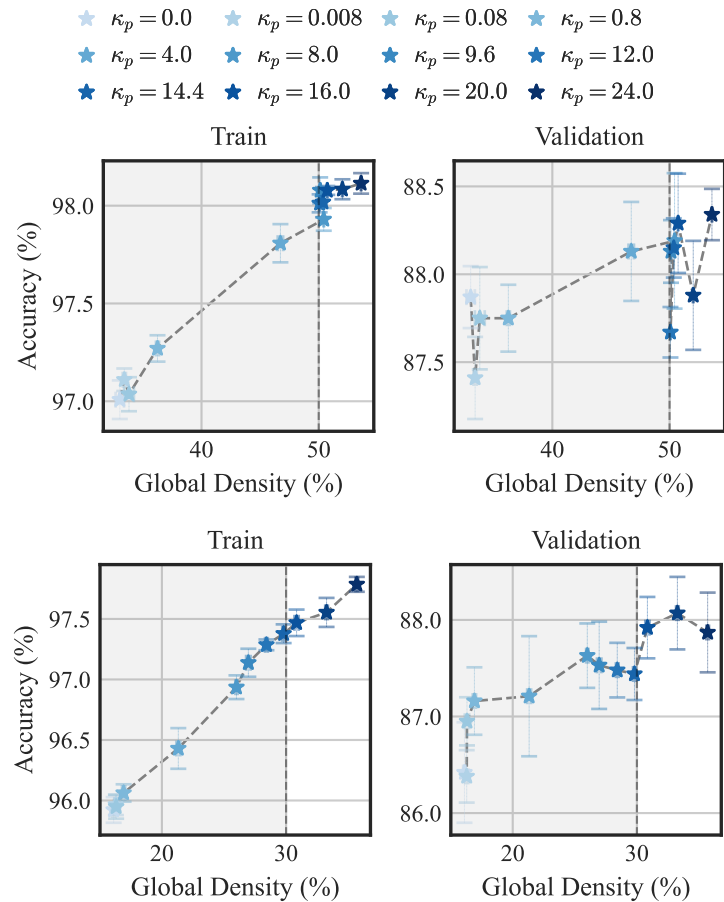 κp = 0.0 κp = 0.008 κp = 0.08 κp = 0.8
κp = 4.0 κp = 8.0 κp = 9.6 κp = 12.0
κp = 14.4 κp = 16.0 κp = 20.0 κp = 24.0
Train Validation
98.0
97.5
97.0
Accuracy (%)
40 50
Global Density (%)
88.5
88.0
87.5
40 50
Global Density (%)
Train Validation
97.5
97.0
96.5
96.0
Accuracy (%)
20 30
Global Density (%)
88.0
87.0
86.0
20 30
Global Density (%)